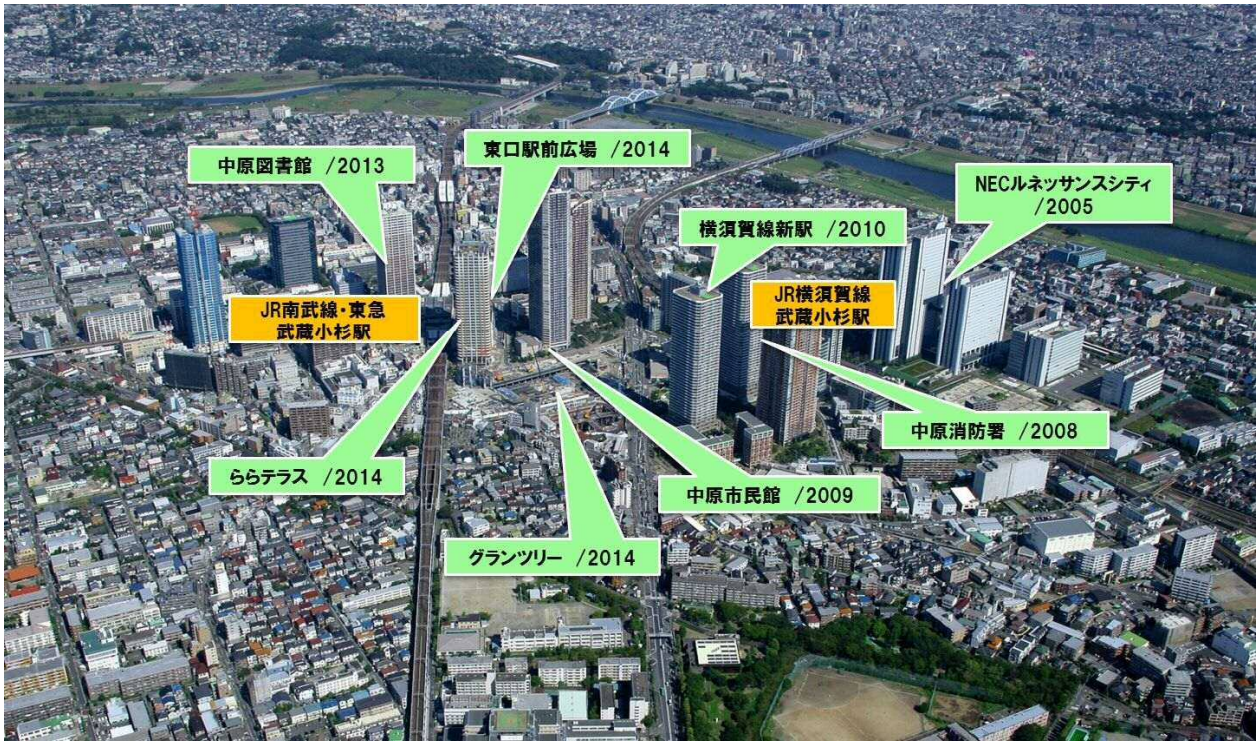 東口駅前広場 /2014
中原図書館 /2013
NECルネッサンスシティ
/2005
横須賀線新駅 /2010
JR南武線・東急
武蔵小杉駅
JR横須賀線
武蔵小杉駅
中原消防署 /2008
ららテラス /2014
中原市民館 /2009
グランツリー /2014